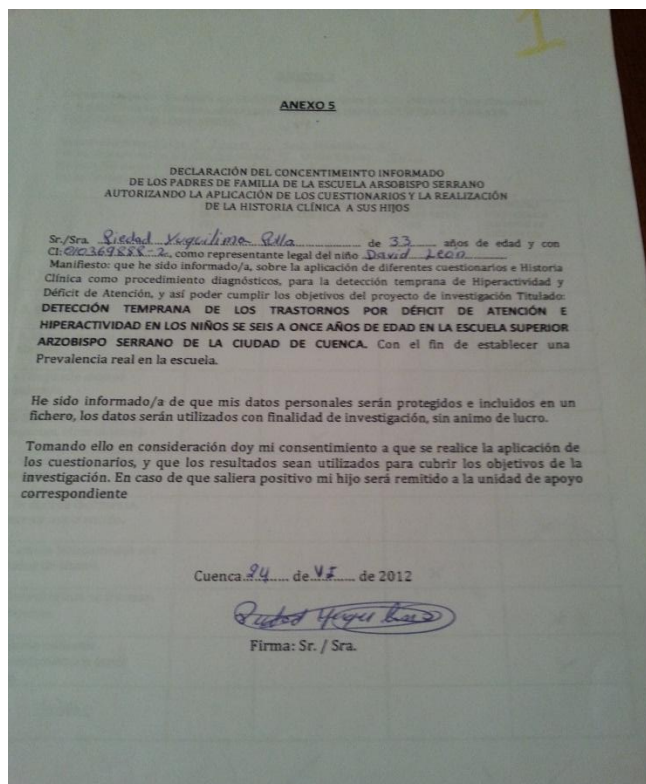 1
ANEXO 5
DECLARACIÓN DEL CONCENTIMEINTO INFORMADO
DE LOS PADRES DE FAMILIA DE LA ESCUELA ARSOBISPO SERRANO
AUTORIZANDO LA APLICACIÓN DE LOS CUESTIONARIOS Y LA REALIZACIÓN
DE LA HISTORIA CLÍNICA A SUS HIJOS
Sr./Sra. Piedad Yuquilima ........ de 33 ...... años de edad y con
CI: , como representante legal del niño David Leon ........
Manifiesto: que he sido informado/a, sobre la aplicación de diferentes cuestionarios e Historia
Clínica como procedimiento diagnósticos, para la detección temprana de Hiperactividad y
Déficit de Atención, y así poder cumplir los objetivos del proyecto de investigación Titulado:
DETECCIÓN TEMPRANA DE LOS TRASTORNOS POR DÉFICIT DE ATENCIÓN E
HIPERACTIVIDAD EN LOS NIÑOS SE SEIS A ONCE AÑOS DE EDAD EN LA ESCUELA SUPERIOR
ARZOBISPO SERRANO DE LA CIUDAD DE CUENCA. Con el fin de establecer una
Prevalencia real en la escuela.
He sido informado/a de que mis datos personales serán protegidos e incluidos en un
fichero, los datos serán utilizados con finalidad de investigación, sin animo de lucro.
Tomando ello en consideración doy mi consentimiento a que se realice la aplicación de
los cuestionarios, y que los resultados sean utilizados para cubrir los objetivos de la
investigación. En caso de que saliera positivo mi hijo será remitido a la unidad de apoyo
correspondiente
Cuenca ...... de VI ..... de 2012
Firma: Sr. / Sra.